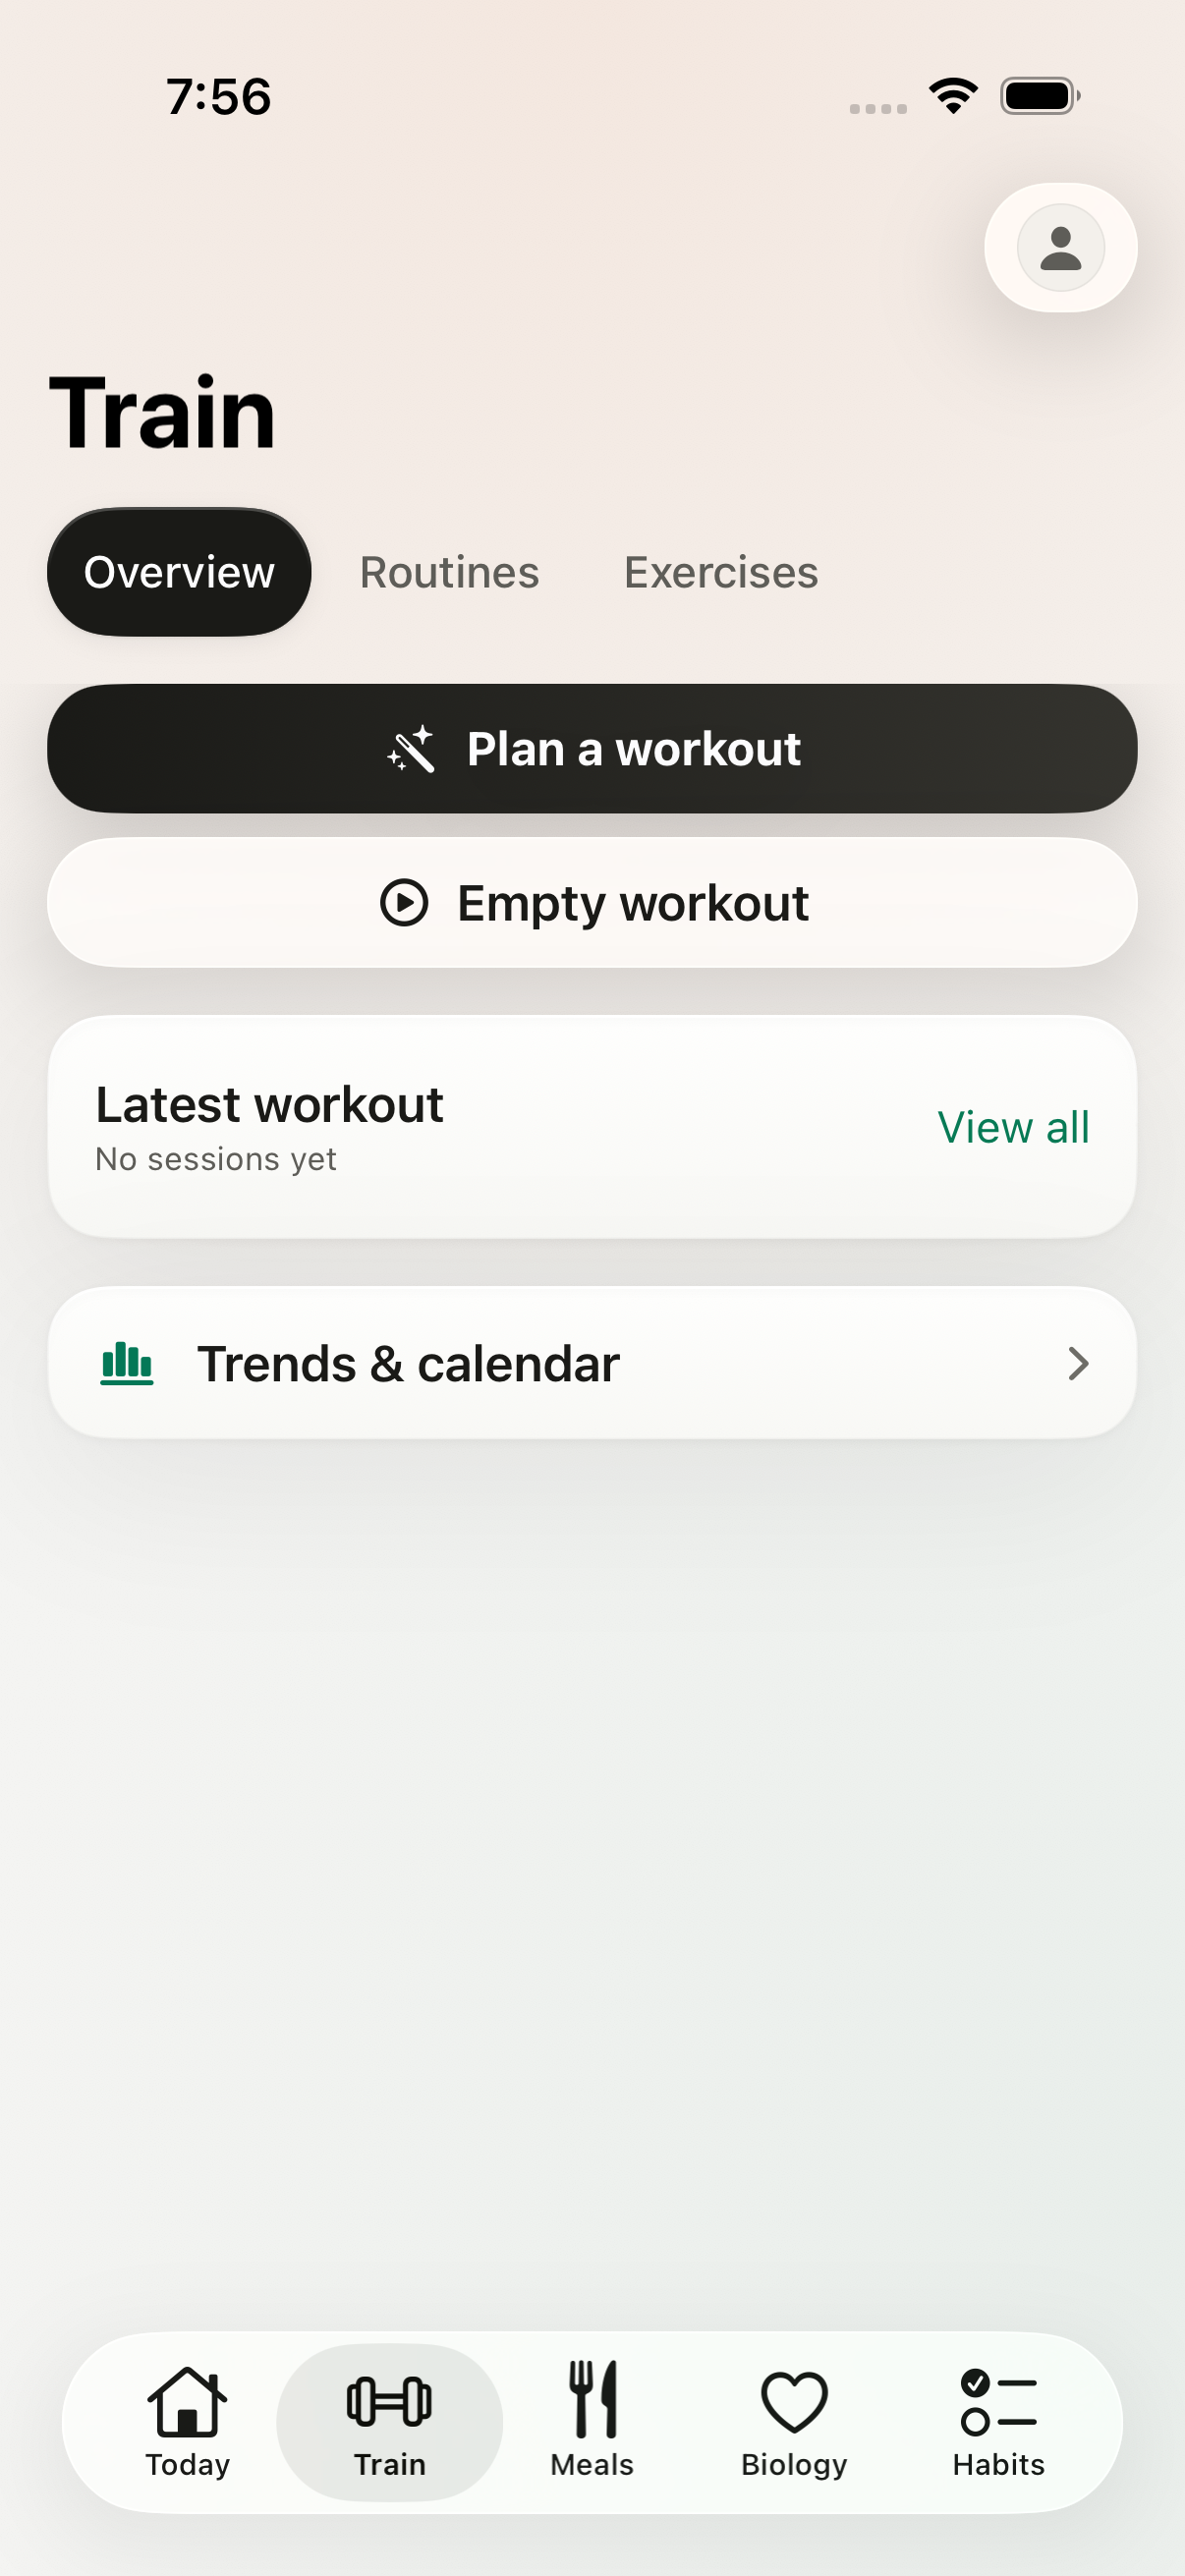 7:56
Train
Overview Routines Exercises
Plan a workout
Empty workout
Latest workout
No sessions yet
View all
Trends & calendar
Today Train Meals Biology Habits